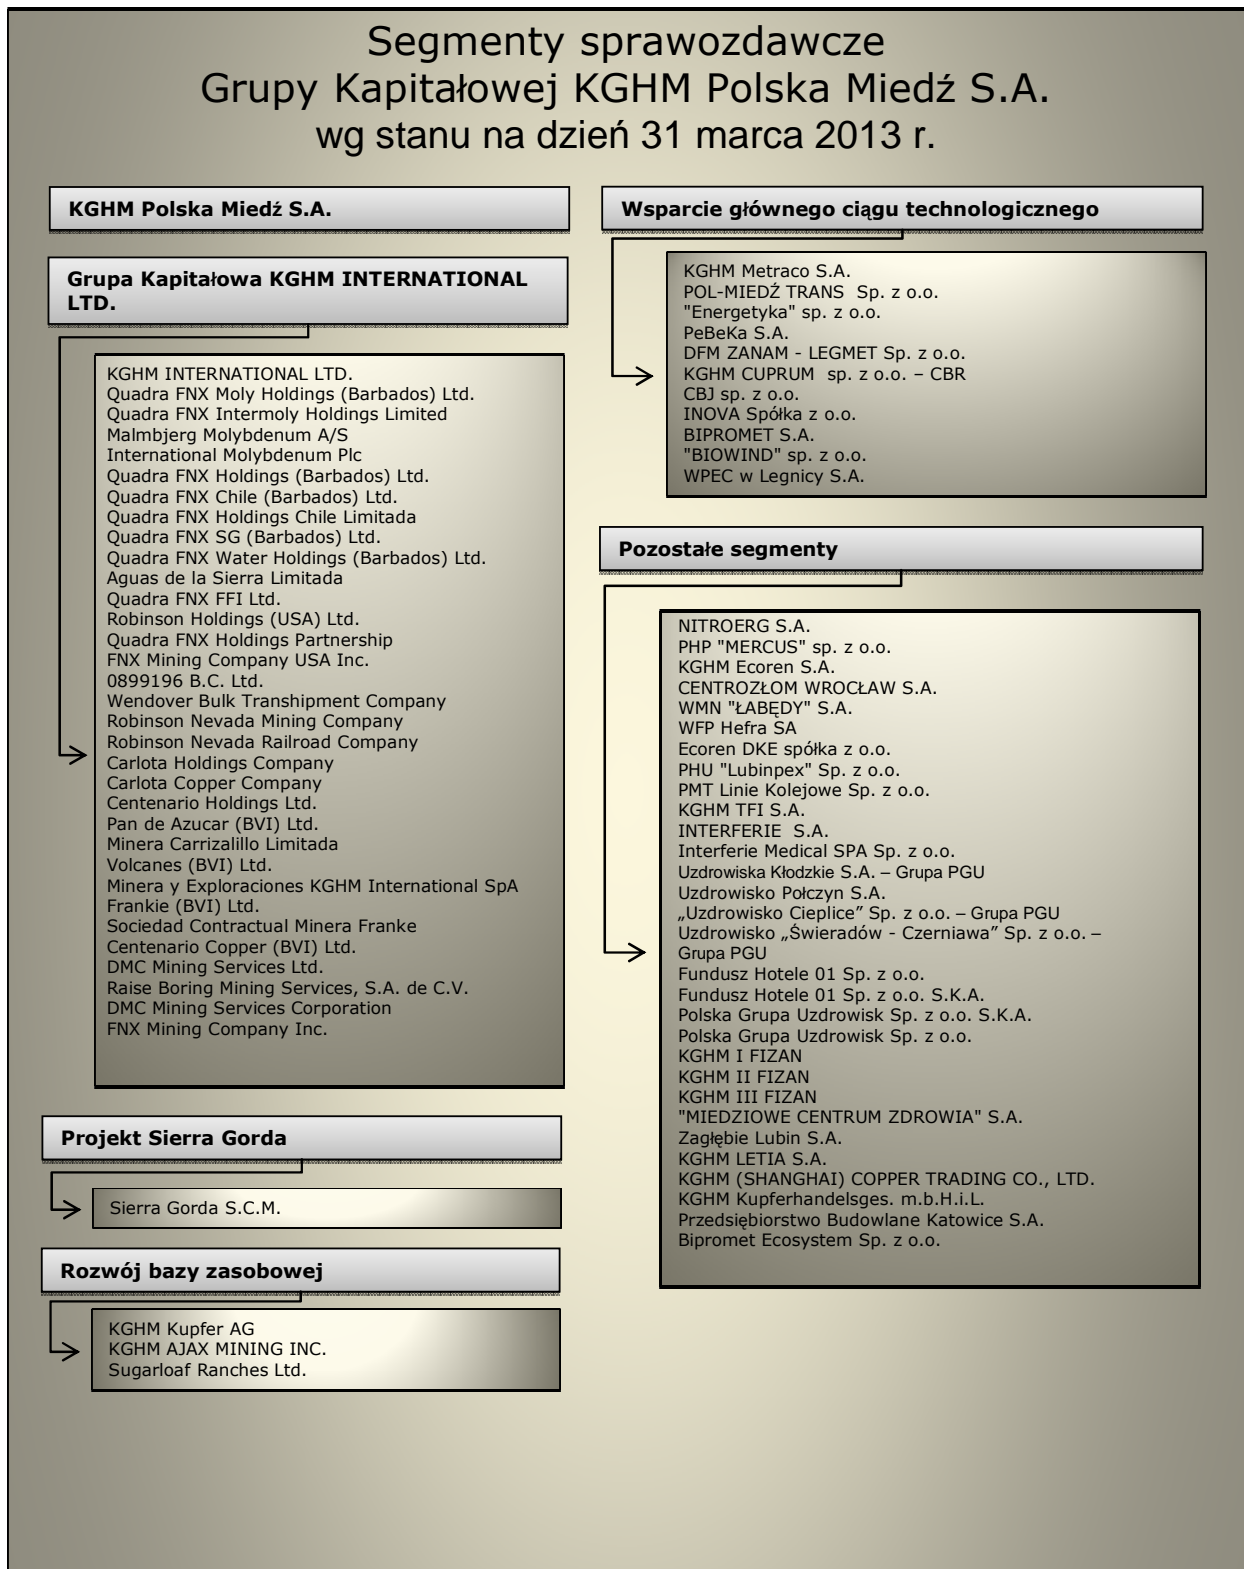 Segmenty sprawozdawcze
Grupy Kapitałowej KGHM Polska Miedź S.A.
wg stanu na dzień 31 marca 2013 r.
KGHM Polska Miedź S.A.
Grupa Kapitałowa KGHM INTERNATIONAL
LTD.
KGHM INTERNATIONAL LTD.
Quadra FNX Moly Holdings (Barbados) Ltd.
Quadra FNX Intermoly Holdings Limited
Malmbjerg Molybdenum A/S
International Molybdenum Plc
Quadra FNX Holdings (Barbados) Ltd.
Quadra FNX Chile (Barbados) Ltd.
Quadra FNX Holdings Chile Limitada
Quadra FNX SG (Barbados) Ltd.
Quadra FNX Water Holdings (Barbados) Ltd.
Aguas de la Sierra Limitada
Quadra FNX FFI Ltd.
Robinson Holdings (USA) Ltd.
Quadra FNX Holdings Partnership
FNX Mining Company USA Inc.
0899196 B.C. Ltd.
Wendover Bulk Transhipment Company
Robinson Nevada Mining Company
Robinson Nevada Railroad Company
Carlota Holdings Company
Carlota Copper Company
Centenario Holdings Ltd.
Pan de Azucar (BVI) Ltd.
Minera Carrizalillo Limitada
Volcanes (BVI) Ltd.
Minera y Exploraciones KGHM International SpA
Frankie (BVI) Ltd.
Sociedad Contractual Minera Franke
Centenario Copper (BVI) Ltd.
DMC Mining Services Ltd.
Raise Boring Mining Services, S.A. de C.V.
DMC Mining Services Corporation
FNX Mining Company Inc.
Projekt Sierra Gorda
Sierra Gorda S.C.M.
Rozwój bazy zasobowej
KGHM Kupfer AG
KGHM AJAX MINING INC.
Sugarloaf Ranches Ltd.
Wsparcie głównego ciągu technologicznego
KGHM Metraco S.A.
POL-MIEDŹ TRANS Sp. z o.o.
"Energetyka" sp. z o.o.
PeBeKa S.A.
DFM ZANAM - LEGMET Sp. z o.o.
KGHM CUPRUM sp. z o.o. – CBR
CBJ sp. z o.o.
INOVA Spółka z o.o.
BIPROMET S.A.
"BIOWIND" sp. z o.o.
WPEC w Legnicy S.A.
Pozostałe segmenty
NITROERG S.A.
PHP "MERCUS" sp. z o.o.
KGHM Ecoren S.A.
CENTROZŁOM WROCŁAW S.A.
WMN "ŁABĘDY" S.A.
WFP Hefra SA
Ecoren DKE spółka z o.o.
PHU "Lubinpex" Sp. z o.o.
PMT Linie Kolejowe Sp. z o.o.
KGHM TFI S.A.
INTERFERIE S.A.
Interferie Medical SPA Sp. z o.o.
Uzdrowiska Kłodzkie S.A. – Grupa PGU
Uzdrowisko Połczyn S.A.
„Uzdrowisko Cieplice” Sp. z o.o. – Grupa PGU
Uzdrowisko „Świeradów - Czerniawa” Sp. z o.o. –
Grupa PGU
Fundusz Hotele 01 Sp. z o.o.
Fundusz Hotele 01 Sp. z o.o. S.K.A.
Polska Grupa Uzdrowisk Sp. z o.o. S.K.A.
Polska Grupa Uzdrowisk Sp. z o.o.
KGHM I FIZAN
KGHM II FIZAN
KGHM III FIZAN
"MIEDZIOWE CENTRUM ZDROWIA" S.A.
Zagłębie Lubin S.A.
KGHM LETIA S.A.
KGHM (SHANGHAI) COPPER TRADING CO., LTD.
KGHM Kupferhandelsges. m.b.H.i.L.
Przedsiębiorstwo Budowlane Katowice S.A.
Bipromet Ecosystem Sp. z o.o.